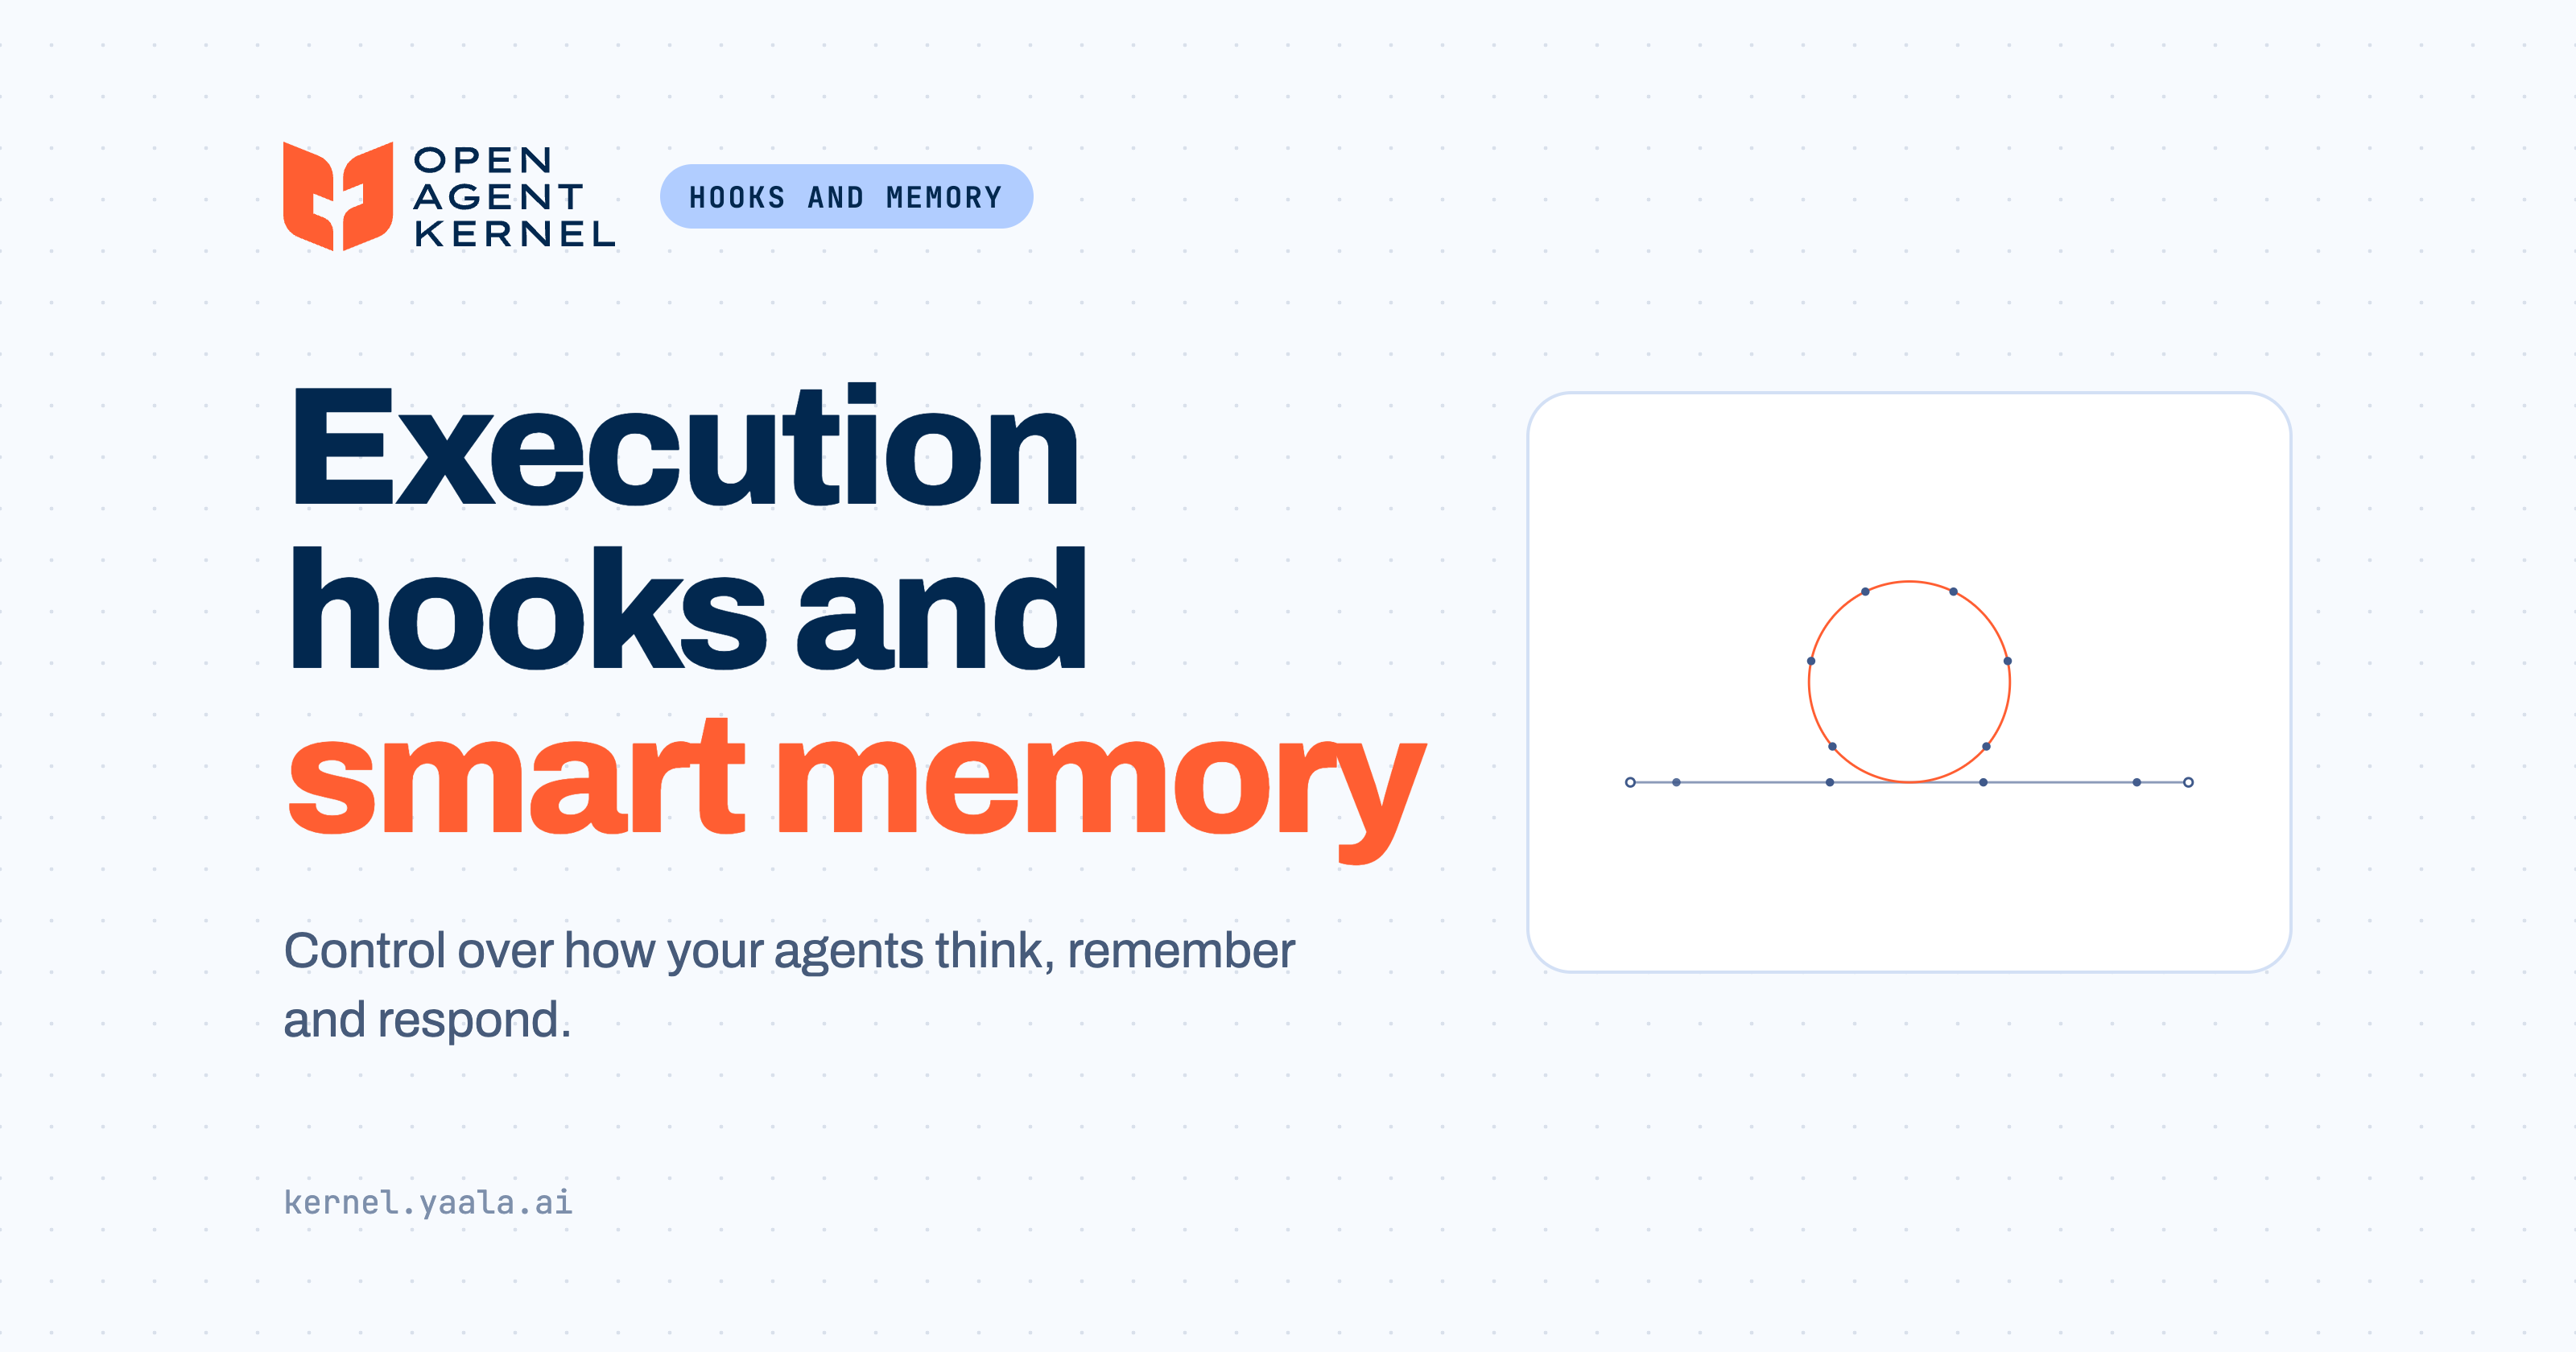 OPEN
AGENT
KERNEL
HOOKS AND MEMORY
Execution
hooks and
smart memory
Control over how your agents think, remember
and respond.
kernel.yaala.ai